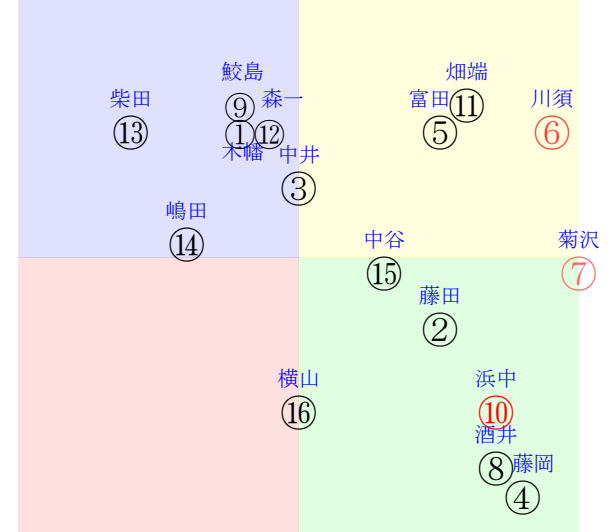 鮫島
畑端
柴田
森一
富田
川須
⑨
⑪
⑬
①
⑫
⑤
⑥
木幡
中井
③
嶋田
⑭
中谷
菊沢
⑮
⑦
藤田
②
横山
浜中
⑯
⑩
酒井
⑧
藤岡
④